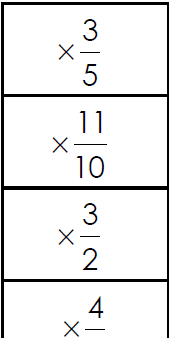 × 3/5
× 11/10
× 3/2
× 4